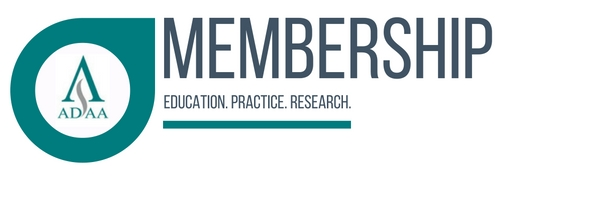 MEMBERSHIP
EDUCATION. PRACTICE. RESEARCH.
ADAA